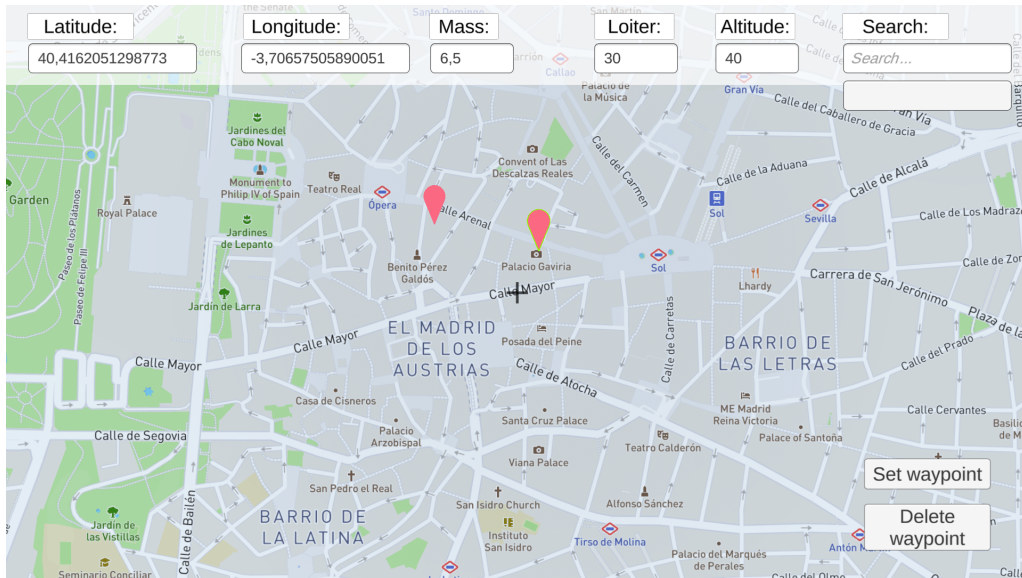 Latitude:
Longitude:
Mass:
Loiter:
Altitude:
Search:
40,4162051298773
-3,70657505890051
6,5
30
40
Search...
Callao
Palacio de
la Música
Gran Vía
Calle del Caballero de Gracia
Jardines del
Cabo Noval
Convent of Las
Descalzas Reales
Calle del Carmen
Calle de la Aduana
Calle de Alcalá
Garden
Monument to
Philip IV of Spain
Teatro Real
Ópera
Royal Palace
Paseo de los Plátanos
Paseo de Felipe III
Jardines
de Lepanto
Calle Arenal
Sol
Sevilla
Calle de Los Madrazo
Benito Pérez
Galdós
Palacio Gaviria
Sol
Lhardy
Carrera de San Jerónimo
Plaza de la
Jardín de Larra
Calle Mayor
EL MADRID
DE LOS
AUSTRIAS
Posada del Peine
Calle de Carretas
BARRIO DE
LAS LETRAS
Calle del Prado
Calle Mayor
Calle Mayor
Calle de Atocha
Casa de Cisneros
Santa Cruz Palace
ME Madrid
Reina Victoria
Calle Cervantes
Palacio
Arzobispal
Calle de Segovia
Teatro Calderón
Palace of Santoña
Viana Palace
San Pedro el Real
San Isidro Church
Alfonso Sánchez
Set waypoint
Calle de Bailén
BARRIO DE
LA LATINA
Jardín de
las Vistillas
Instituto
San Isidro
Tirso de Molina
Delete
waypoint
Palacio del Marqués
de Perales
Seminario Conciliar
Calle del Olmo